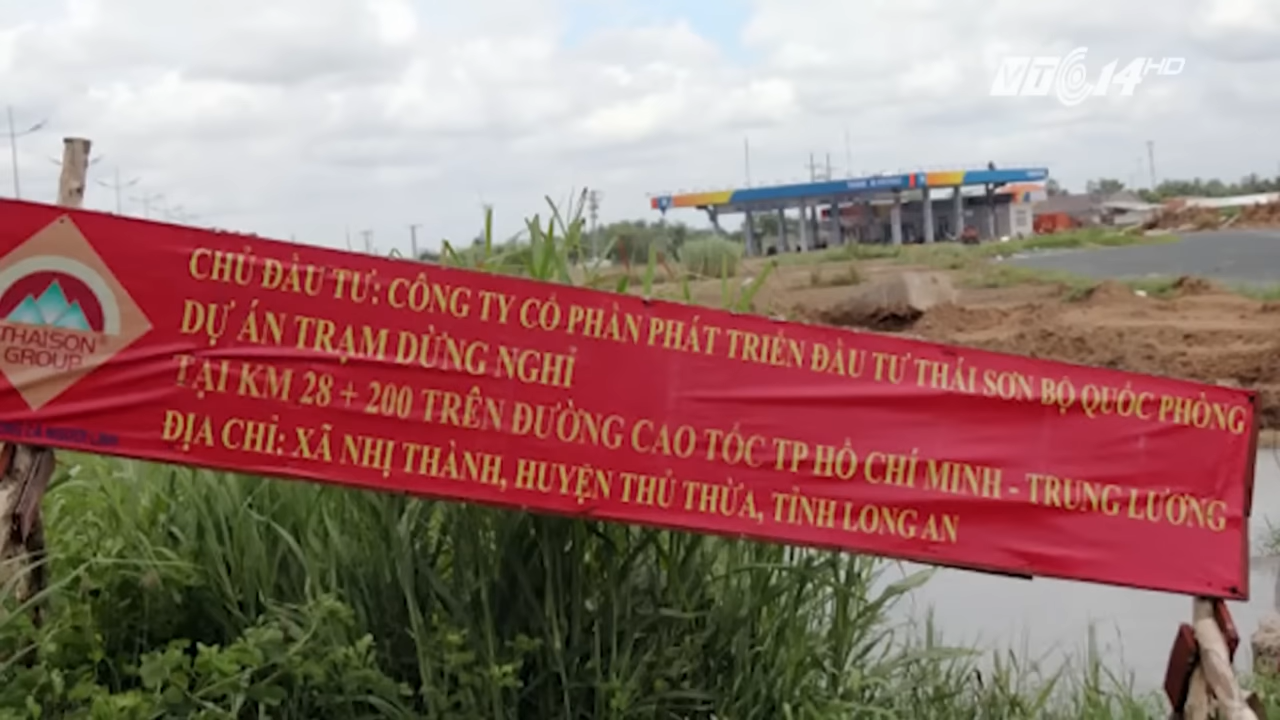 VTC14 HD
CHỦ ĐẦU TƯ: CÔNG TY CỔ PHẦN PHÁT TRIỂN ĐẦU TƯ THÁI SƠN BỘ QUỐC PHÒNG
DỰ ÁN TRẠM DỪNG NGHỈ
TẠI KM 28 + 200 TRÊN ĐƯỜNG CAO TỐC TP HỒ CHÍ MINH - TRUNG LƯƠNG
ĐỊA CHỈ: XÃ NHỊ THÀNH, HUYỆN THỦ THỪA, TỈNH LONG AN
THAISON
GROUP